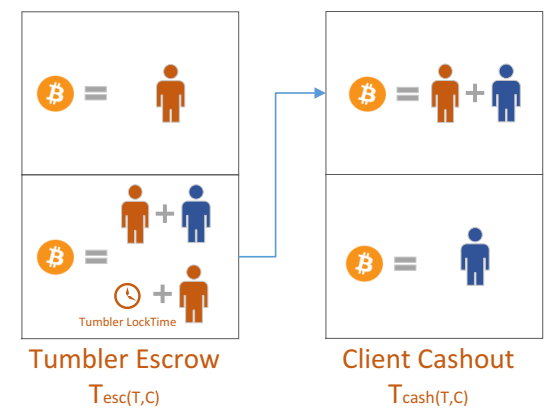 Tumbler LockTime
Tumbler Escrow
Tesc(T,C)
Client Cashout
Tcash(T,C)